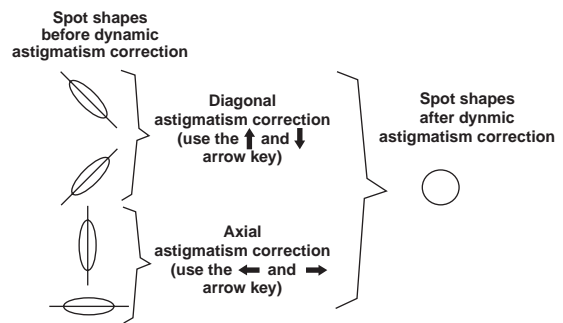 Spot shapes
before dynamic
astigmatism correction
Diagonal
astigmatism correction
(use the ↑ and ↓
arrow key)
Axial
astigmatism correction
(use the ← and →
arrow key)
Spot shapes
after dynmic
astigmatism correction